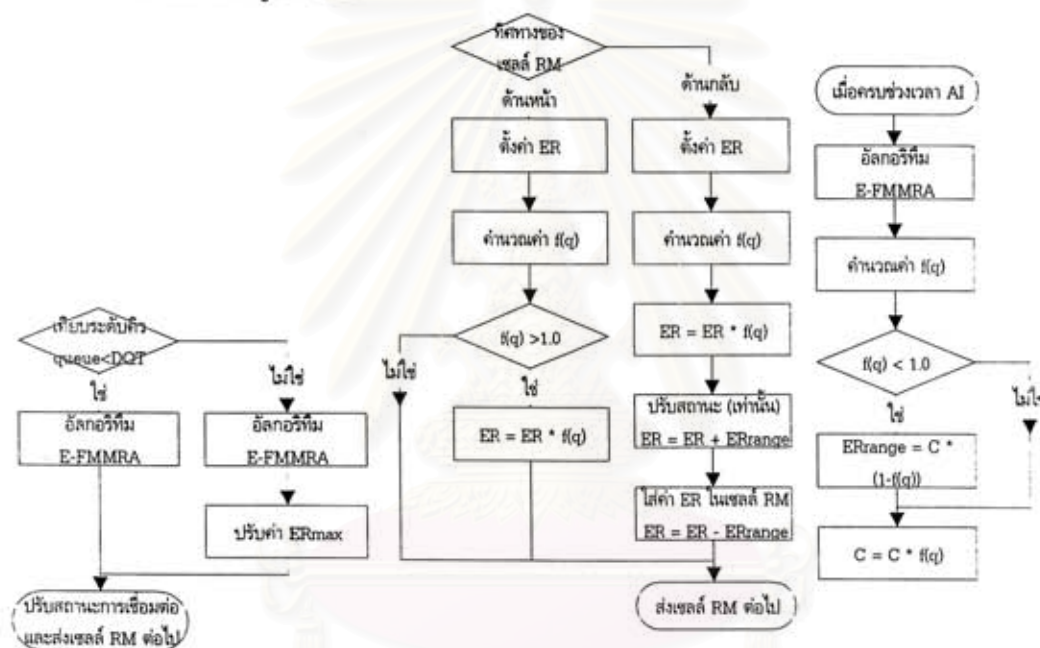 ทิศทางของ
เซลล์ RM
ด้านหน้า
ตั้งค่า ER
คำนวณค่า f(q)
f(q) >1.0
ไม่ใช่
ใช่
ER = ER * f(q)
ด้านกลับ
ตั้งค่า ER
คำนวณค่า f(q)
ER = ER * f(q)
ปรับสถานะ (เท่านั้น)
ER = ER + ERrange
ใส่ค่า ER ในเซลล์ RM
ER = ER - ERrange
ส่งเซลล์ RM ต่อไป
เมื่อครบช่วงเวลา AI
อัลกอริทึม
E-FMMRA
คำนวณค่า f(q)
f(q) < 1.0
ไม่ใช่
ใช่
ERrange = C *
(1-f(q))
C = C * f(q)
เทียบระดับคิว
queue<DQT
ใช่
ไม่ใช่
อัลกอริทึม
E-FMMRA
อัลกอริทึม
E-FMMRA
ปรับค่า ERmax
ปรับสถานะการเชื่อมต่อ
และส่งเซลล์ RM ต่อไป